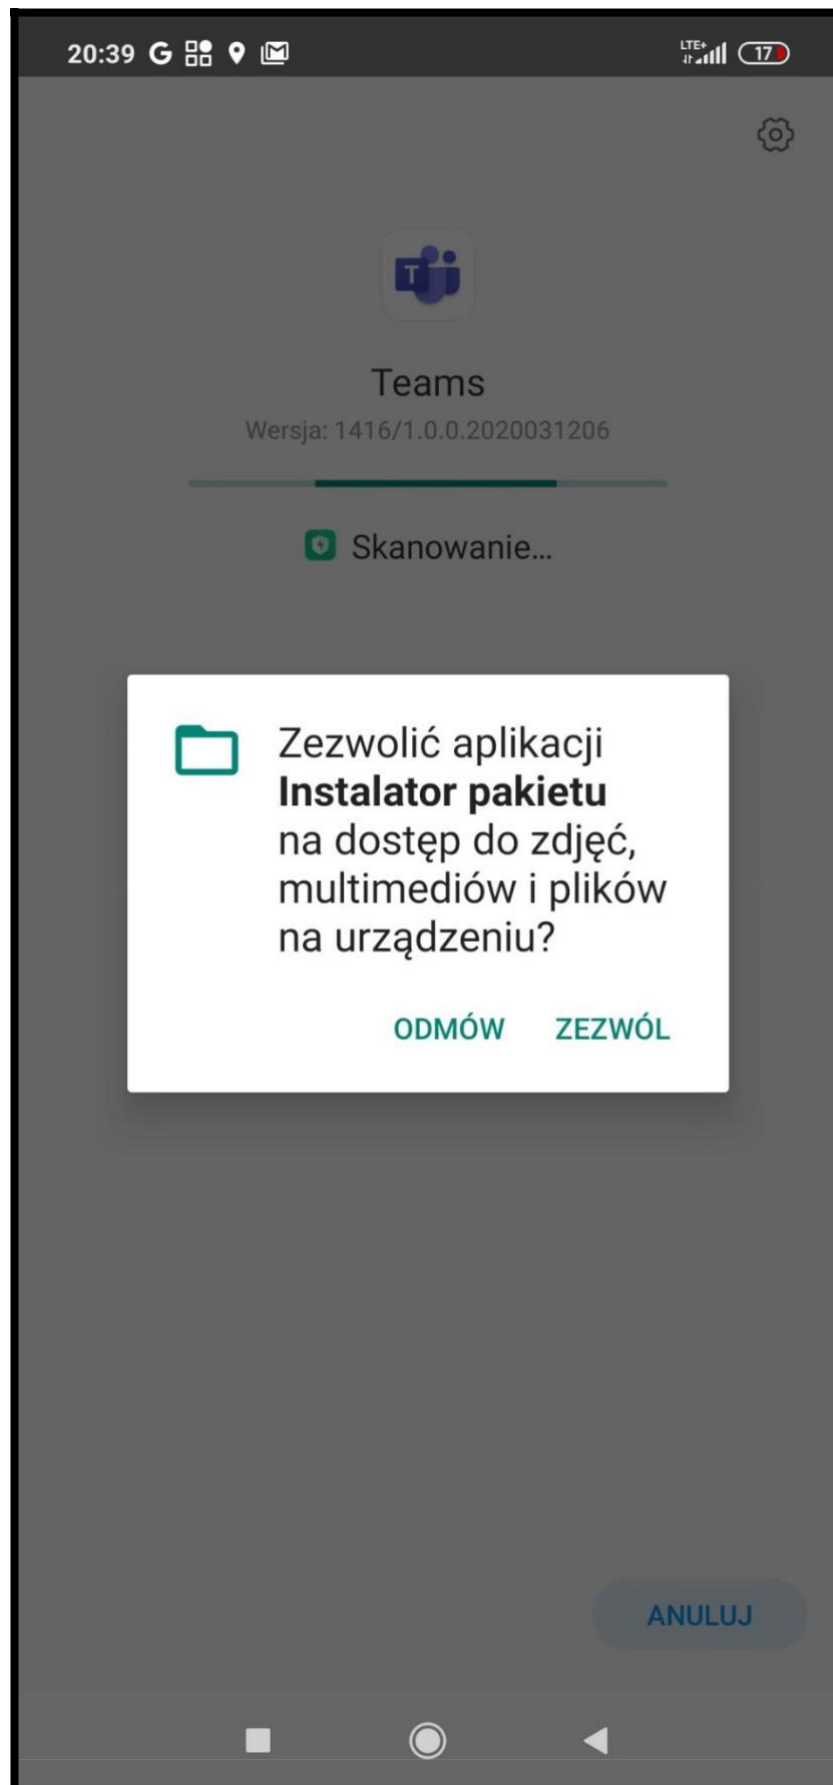 20:39 G LTE+ 17
T
Teams
Wersja: 1416/1.0.0.2020031206
Skanowanie...
Zezwolić aplikacji
Instalator pakietu
na dostęp do zdjęć,
multimediów i plików
na urządzeniu?
ODMÓW ZEZWÓL
ANULUJ